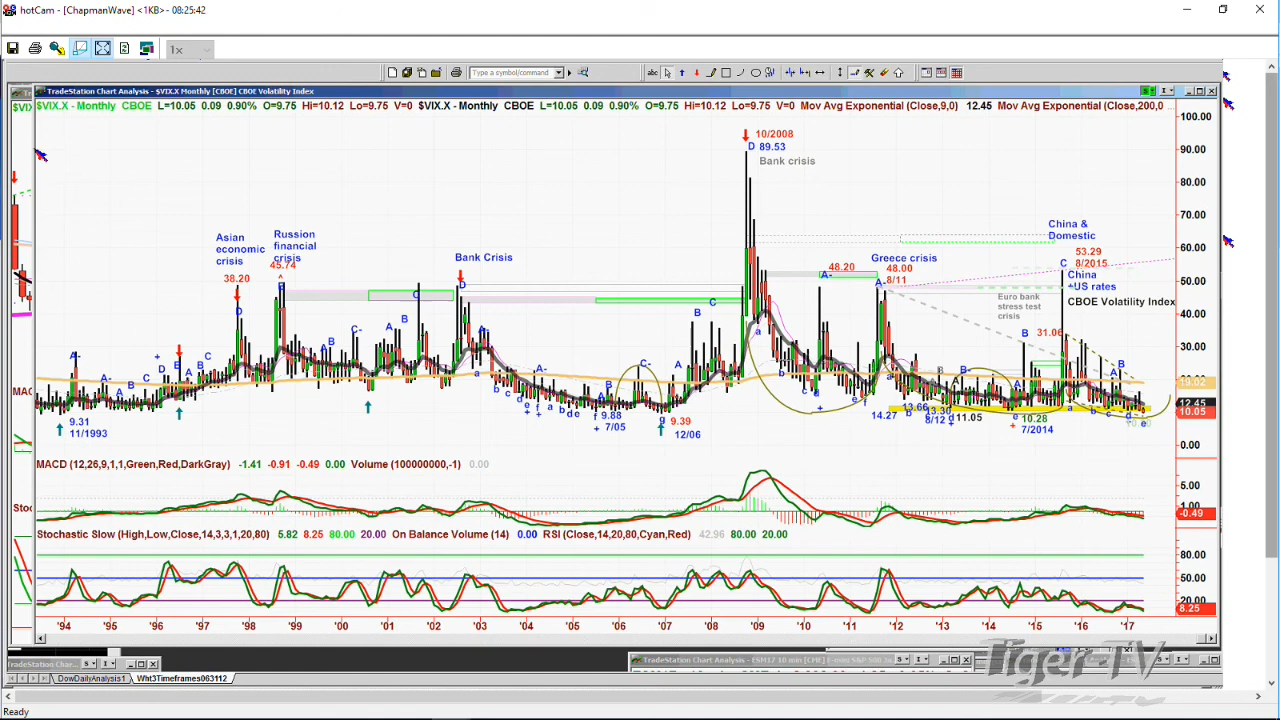 hotCam - [ChapmanWave] <1KB> - 08:25:42
1x
Type a symbol/command
abc
TradeStation Chart Analysis - $VIX.X Monthly [CBOE] CBOE Volatility Index
$VIX
$VIX.X - Monthly CBOE L=10.05 0.09 0.90% O=9.75 Hi=10.12 Lo=9.75 V=0 $VIX.X - Monthly CBOE L=10.05 0.09 0.90% O=9.75 Hi=10.12 Lo=9.75 V=0 Mov Avg Exponential (Close,9,0) 12.45 Mov Avg Exponential (Close,200,0
100.00
90.00
80.00
70.00
60.00
50.00
40.00
30.00
19.02
12.45
10.05
0.00
10/2008
D 89.53
Bank crisis
Asian
economic
crisis
38.20
Russion
financial
crisis
45.74
Bank Crisis
48.20
Greece crisis
48.00
8/11
China &
Domestic
53.29
8/2015
China
+US rates
CBOE Volatility Index
Euro bank
stress test
crisis
31.06
9.31
11/1993
9.88
7/05
9.39
12/06
14.27
13.66
13.30
8/12
11.05
10.28
7/2014
MACD (12,26,9,1,1,Green,Red,DarkGray) -1.41 -0.91 -0.49 0.00 Volume (100000000,-1) 0.00
5.00
-0.49
Stochastic Slow (High,Low,Close,14,3,3,1,20,80) 5.82 8.25 80.00 20.00 On Balance Volume (14) 0.00 RSI (Close,14,20,80,Cyan,Red) 42.96 80.00 20.00
80.00
50.00
20.00
8.25
MA
Sto
'94 '95 '96 '97 '98 '99 '00 '01 '02 '03 '04 '05 '06 '07 '08 '09 '10 '11 '12 '13 '14 '15 '16 '17
TradeStation Char
TradeStation Chart Analysis - ESM17 10 min [CME] E-mini S&P 500
Tiger-TV
DowDailyAnalysis1
Wht3Timeframes063112
Ready